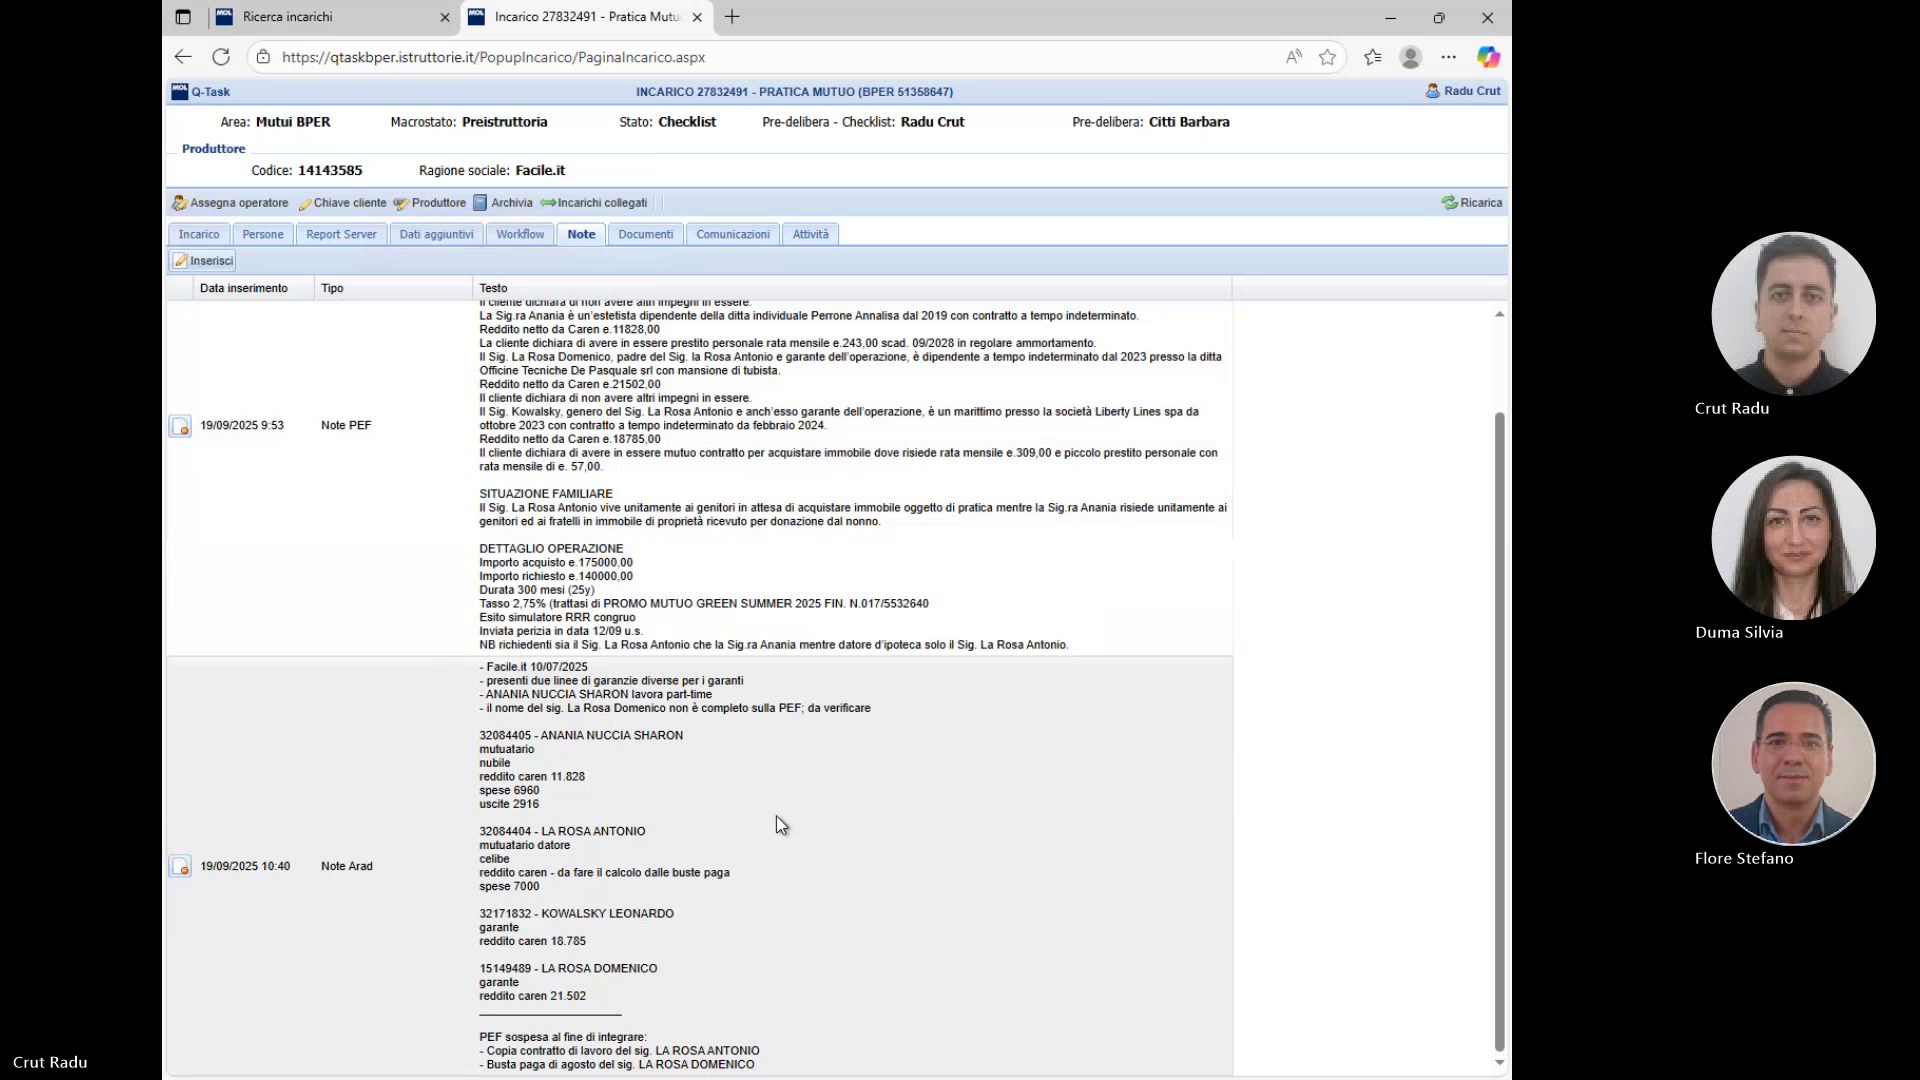 Ricerca incarichi
Incarico 27832491 - Pratica Mutu
https://qtaskbper.istruttorie.it/PopupIncarico/PaginaIncarico.aspx
MOL Q-Task
INCARICO 27832491 - PRATICA MUTUO (BPER 51358647)
Radu Crut
Area: Mutui BPER Macrostato: Preistruttoria Stato: Checklist Pre-delibera - Checklist: Radu Crut Pre-delibera: Citti Barbara
Produttore
Codice: 14143585 Ragione sociale: Facile.it
Assegna operatore Chiave cliente Produttore Archivia Incarichi collegati Ricarica
Incarico Persone Report Server Dati aggiuntivi Workflow Note Documenti Comunicazioni Attività
Inserisci
Data inserimento Tipo Testo
Il cliente dichiara di non avere altri impegni in essere.
La Sig.ra Anania è un'estetista dipendente della ditta individuale Perrone Annalisa dal 2019 con contratto a tempo indeterminato.
Reddito netto da Caren e.11828,00
La cliente dichiara di avere in essere prestito personale rata mensile e.243,00 scad. 09/2028 in regolare ammortamento.
Il Sig. La Rosa Domenico, padre del Sig. la Rosa Antonio e garante dell'operazione, è dipendente a tempo indeterminato dal 2023 presso la ditta
Officine Tecniche De Pasquale srl con mansione di tubista.
Reddito netto da Caren e.21502,00
Il cliente dichiara di non avere altri impegni in essere.
Il Sig. Kowalsky, genero del Sig. La Rosa Antonio e anch'esso garante dell'operazione, è un marittimo presso la società Liberty Lines spa da
19/09/2025 9:53 Note PEF
ottobre 2023 con contratto a tempo indeterminato da febbraio 2024.
Reddito netto da Caren e.18785,00
Il cliente dichiara di avere in essere mutuo contratto per acquistare immobile dove risiede rata mensile e.309,00 e piccolo prestito personale con
rata mensile di e. 57,00.
SITUAZIONE FAMILIARE
Il Sig. La Rosa Antonio vive unitamente ai genitori in attesa di acquistare immobile oggetto di pratica mentre la Sig.ra Anania risiede unitamente ai
genitori ed ai fratelli in immobile di proprietà ricevuto per donazione dal nonno.
DETTAGLIO OPERAZIONE
Importo acquisto e.175000,00
Importo richiesto e.140000,00
Durata 300 mesi (25y)
Tasso 2,75% (trattasi di PROMO MUTUO GREEN SUMMER 2025 FIN. N.017/5532640
Esito simulatore RRR congruo
Inviata perizia in data 12/09 u.s.
NB richiedenti sia il Sig. La Rosa Antonio che la Sig.ra Anania mentre datore d'ipoteca solo il Sig. La Rosa Antonio.
- Facile.it 10/07/2025
- presenti due linee di garanzie diverse per i garanti
- ANANIA NUCCIA SHARON lavora part-time
- il nome del sig. La Rosa Domenico non è completo sulla PEF; da verificare
32084405 - ANANIA NUCCIA SHARON
mutuatario
nubile
reddito caren 11.828
spese 6960
uscite 2916
32084404 - LA ROSA ANTONIO
mutuatario datore
celibe
19/09/2025 10:40 Note Arad
reddito caren - da fare il calcolo dalle buste paga
spese 7000
32171832 - KOWALSKY LEONARDO
garante
reddito caren 18.785
15149489 - LA ROSA DOMENICO
garante
reddito caren 21.502
PEF sospesa al fine di integrare:
- Copia contratto di lavoro del sig. LA ROSA ANTONIO
- Busta paga di agosto del sig. LA ROSA DOMENICO
Crut Radu
Duma Silvia
Flore Stefano
Crut Radu